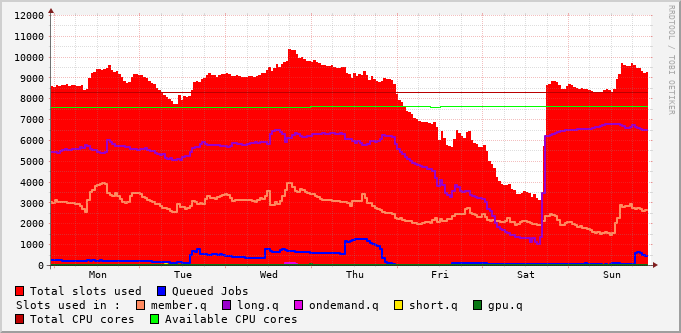 RRDTOOL / TOBI OETIKER
12000
11000
10000
9000
8000
7000
6000
5000
4000
3000
2000
1000
0
Mon Tue Wed Thu Fri Sat Sun
Total slots used Queued Jobs
Slots used in : member.q long.q ondemand.q short.q gpu.q
Total CPU cores Available CPU cores